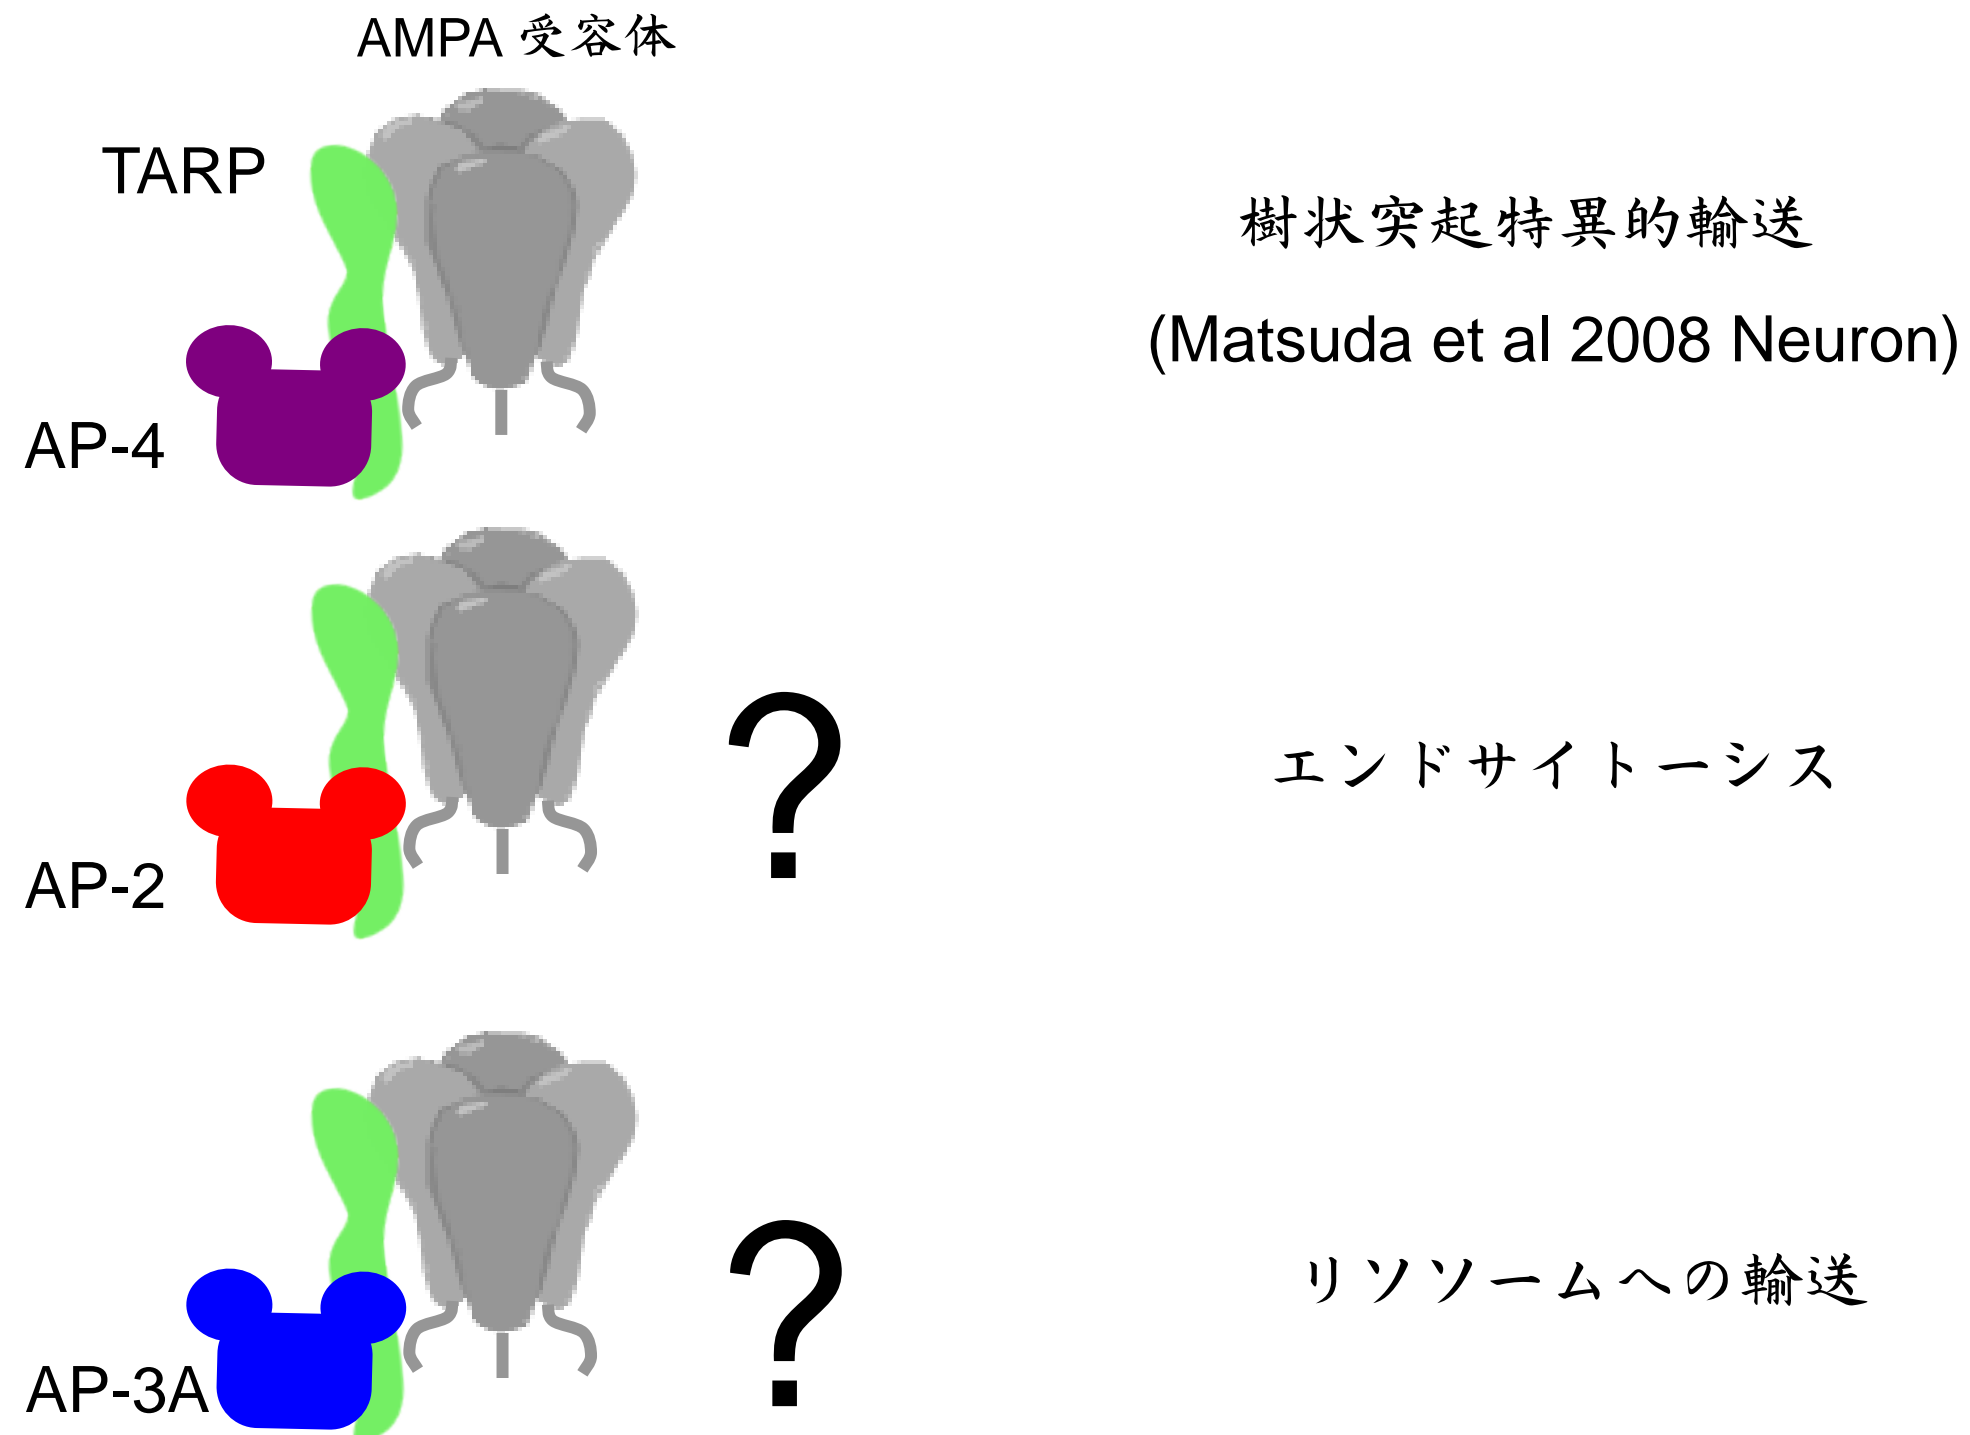 AMPA 受容体
TARP
樹状突起特異的輸送
(Matsuda et al 2008 Neuron)
AP-4
?
エンドサイトーシス
AP-2
?
リソソームへの輸送
AP-3A